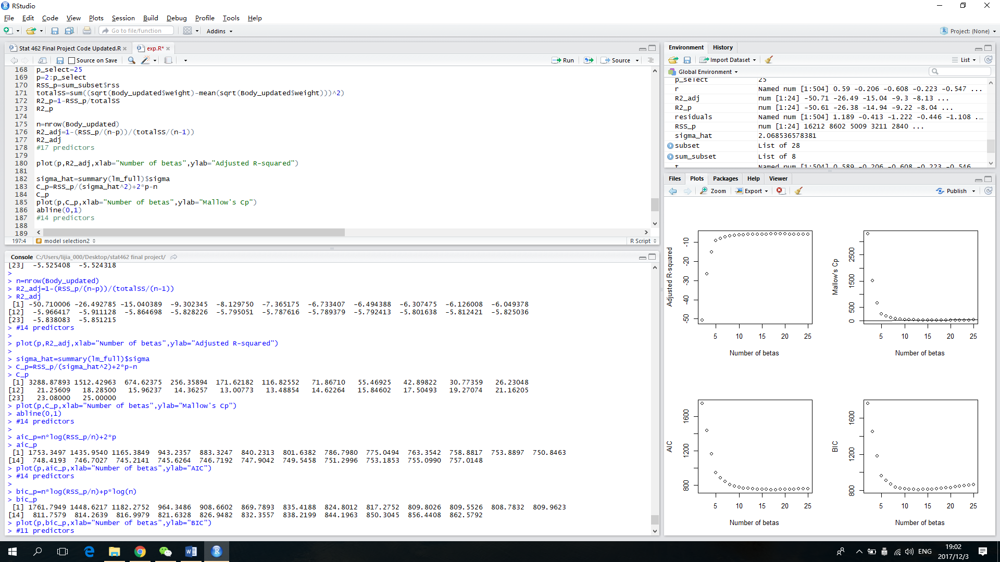 RStudio
File Edit Code View Plots Session Build Debug Profile Tools Help
Go to file/function Addins Project: (None)
Stat 462 Final Project Code Updated.R exp.R*
Source on Save Run Source
168 p_select=25
169 p=2:p_select
170 RSS_p=sum_subset$rss
171 totalSS=sum((sqrt(Body_updated$weight)-mean(sqrt(Body_updated$weight)))^2)
172 R2_p=1-RSS_p/totalSS
173 R2_p
174
175 n=nrow(Body_updated)
176 R2_adj=1-(RSS_p/(n-p))/(totalSS/(n-1))
177 R2_adj
178 #17 predictors
179
180 plot(p,R2_adj,xlab="Number of betas",ylab="Adjusted R-squared")
181
182 sigma_hat=summary(lm_full)$sigma
183 C_p=RSS_p/(sigma_hat^2)+2*p-n
184 C_p
185 plot(p,C_p,xlab="Number of betas",ylab="Mallow's Cp")
186 abline(0,1)
187 #14 predictors
188
189
197:4 model selection2 R Script
Console C:/Users/lijia_000/Desktop/stat462 final project/
[23] -5.525408 -5.524318
>
> n=nrow(Body_updated)
> R2_adj=1-(RSS_p/(n-p))/(totalSS/(n-1))
> R2_adj
[1] -50.710006 -26.492785 -15.040389 -9.302345 -8.129750 -7.365175 -6.733407 -6.494388 -6.307475 -6.126008 -6.049378
[12] -5.966417 -5.911128 -5.864698 -5.828226 -5.795051 -5.787616 -5.789379 -5.792413 -5.801638 -5.812421 -5.825036
[23] -5.838083 -5.851215
> #14 predictors
>
> plot(p,R2_adj,xlab="Number of betas",ylab="Adjusted R-squared")
>
> sigma_hat=summary(lm_full)$sigma
> C_p=RSS_p/(sigma_hat^2)+2*p-n
> C_p
[1] 3288.87893 1512.42963 674.62375 256.35894 171.62182 116.82552 71.86710 55.46925 42.89822 30.77359 26.23048
[12] 21.25609 18.28500 15.96237 14.36257 13.00773 13.48854 14.62264 15.84602 17.50493 19.27074 21.16205
[23] 23.08000 25.00000
> plot(p,C_p,xlab="Number of betas",ylab="Mallow's Cp")
> abline(0,1)
> #14 predictors
>
> aic_p=n*log(RSS_p/n)+2*p
> aic_p
[1] 1753.3497 1435.9540 1165.3849 943.2357 883.3247 840.2313 801.6382 786.7980 775.0494 763.3542 758.8817 753.8897 750.8463
[14] 748.4193 746.7027 745.2141 745.6264 746.7192 747.9042 749.5458 751.2996 753.1853 755.0990 757.0148
> plot(p,aic_p,xlab="Number of betas",ylab="AIC")
> #14 predictors
>
> bic_p=n*log(RSS_p/n)+p*log(n)
> bic_p
[1] 1761.7949 1448.6217 1182.2752 964.3486 908.6602 869.7893 835.4188 824.8012 817.2752 809.8026 809.5526 808.7832 809.9623
[14] 811.7579 814.2639 816.9979 821.6328 826.9482 832.3557 838.2199 844.1963 850.3045 856.4408 862.5792
> plot(p,bic_p,xlab="Number of betas",ylab="BIC")
> #11 predictors
Environment History
Import Dataset List
Global Environment
p_select 25
r Named num [1:504] 0.59 -0.206 -0.608 -0.223 -0.547 ...
R2_adj num [1:24] -50.71 -26.49 -15.04 -9.3 -8.13 ...
R2_p num [1:24] -50.61 -26.38 -14.94 -9.22 -8.04 ...
residuals Named num [1:504] 1.189 -0.413 -1.222 -0.446 -1.108 ...
RSS_p num [1:24] 16212 8602 5009 3211 2840 ...
sigma_hat 2.068536578381
subset List of 28
sum_subset List of 8
t Named num [1:504] 0.589 -0.206 -0.608 -0.223 -0.546
Files Plots Packages Help Viewer
Zoom Export Publish
Adjusted R-squared
-10
-20
-30
-40
-50
5 10 15 20 25
Number of betas
Mallow's Cp
2500
1500
500
0
5 10 15 20 25
Number of betas
AIC
1600
1200
800
5 10 15 20 25
Number of betas
BIC
1600
1200
800
5 10 15 20 25
Number of betas
ENG
19:02
2017/12/3